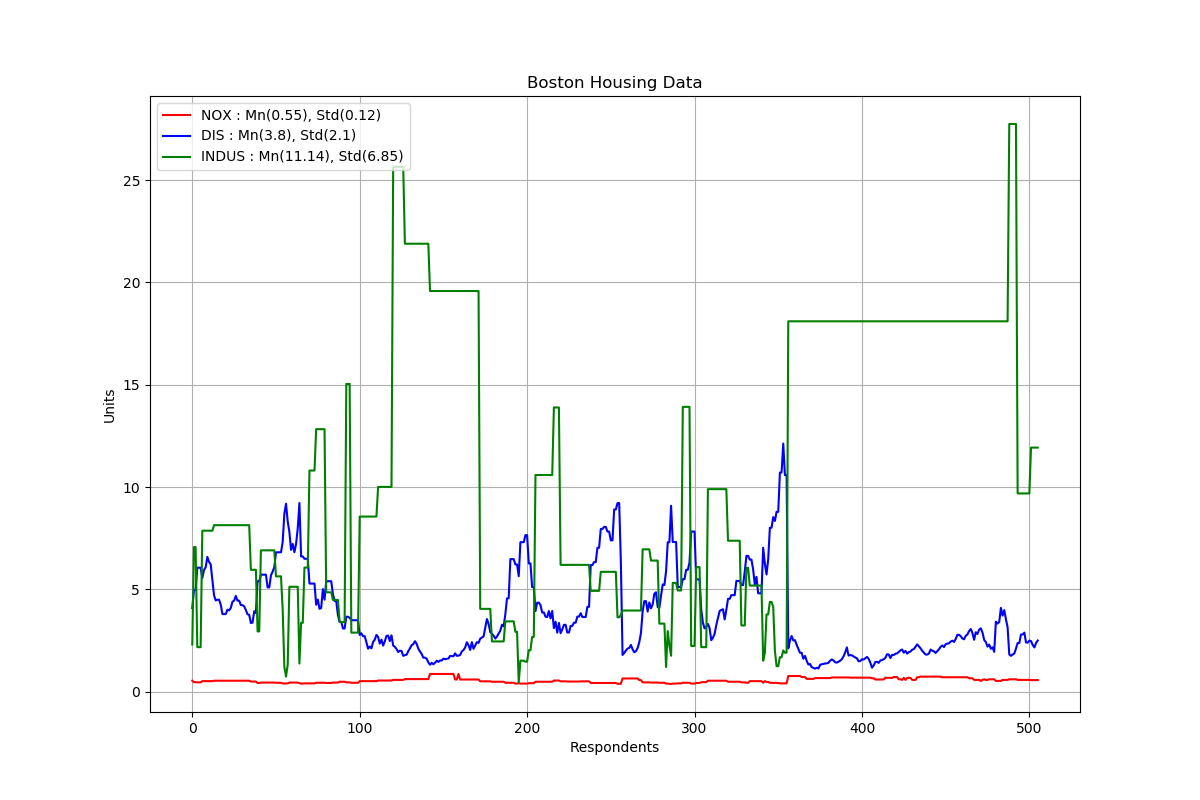 Boston Housing Data
NOX : Mn(0.55), Std(0.12)
DIS : Mn(3.8), Std(2.1)
INDUS : Mn(11.14), Std(6.85)
25
20
15
10
5
0
Units
0 100 200 300 400 500
Respondents